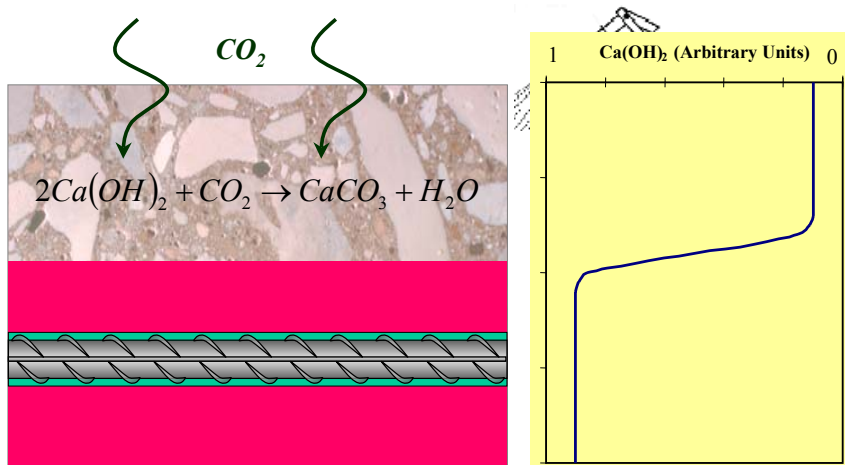 CO₂
2Ca(OH)₂ + CO₂ → CaCO₃ + H₂O
Ca(OH)₂ (Arbitrary Units)
1 0